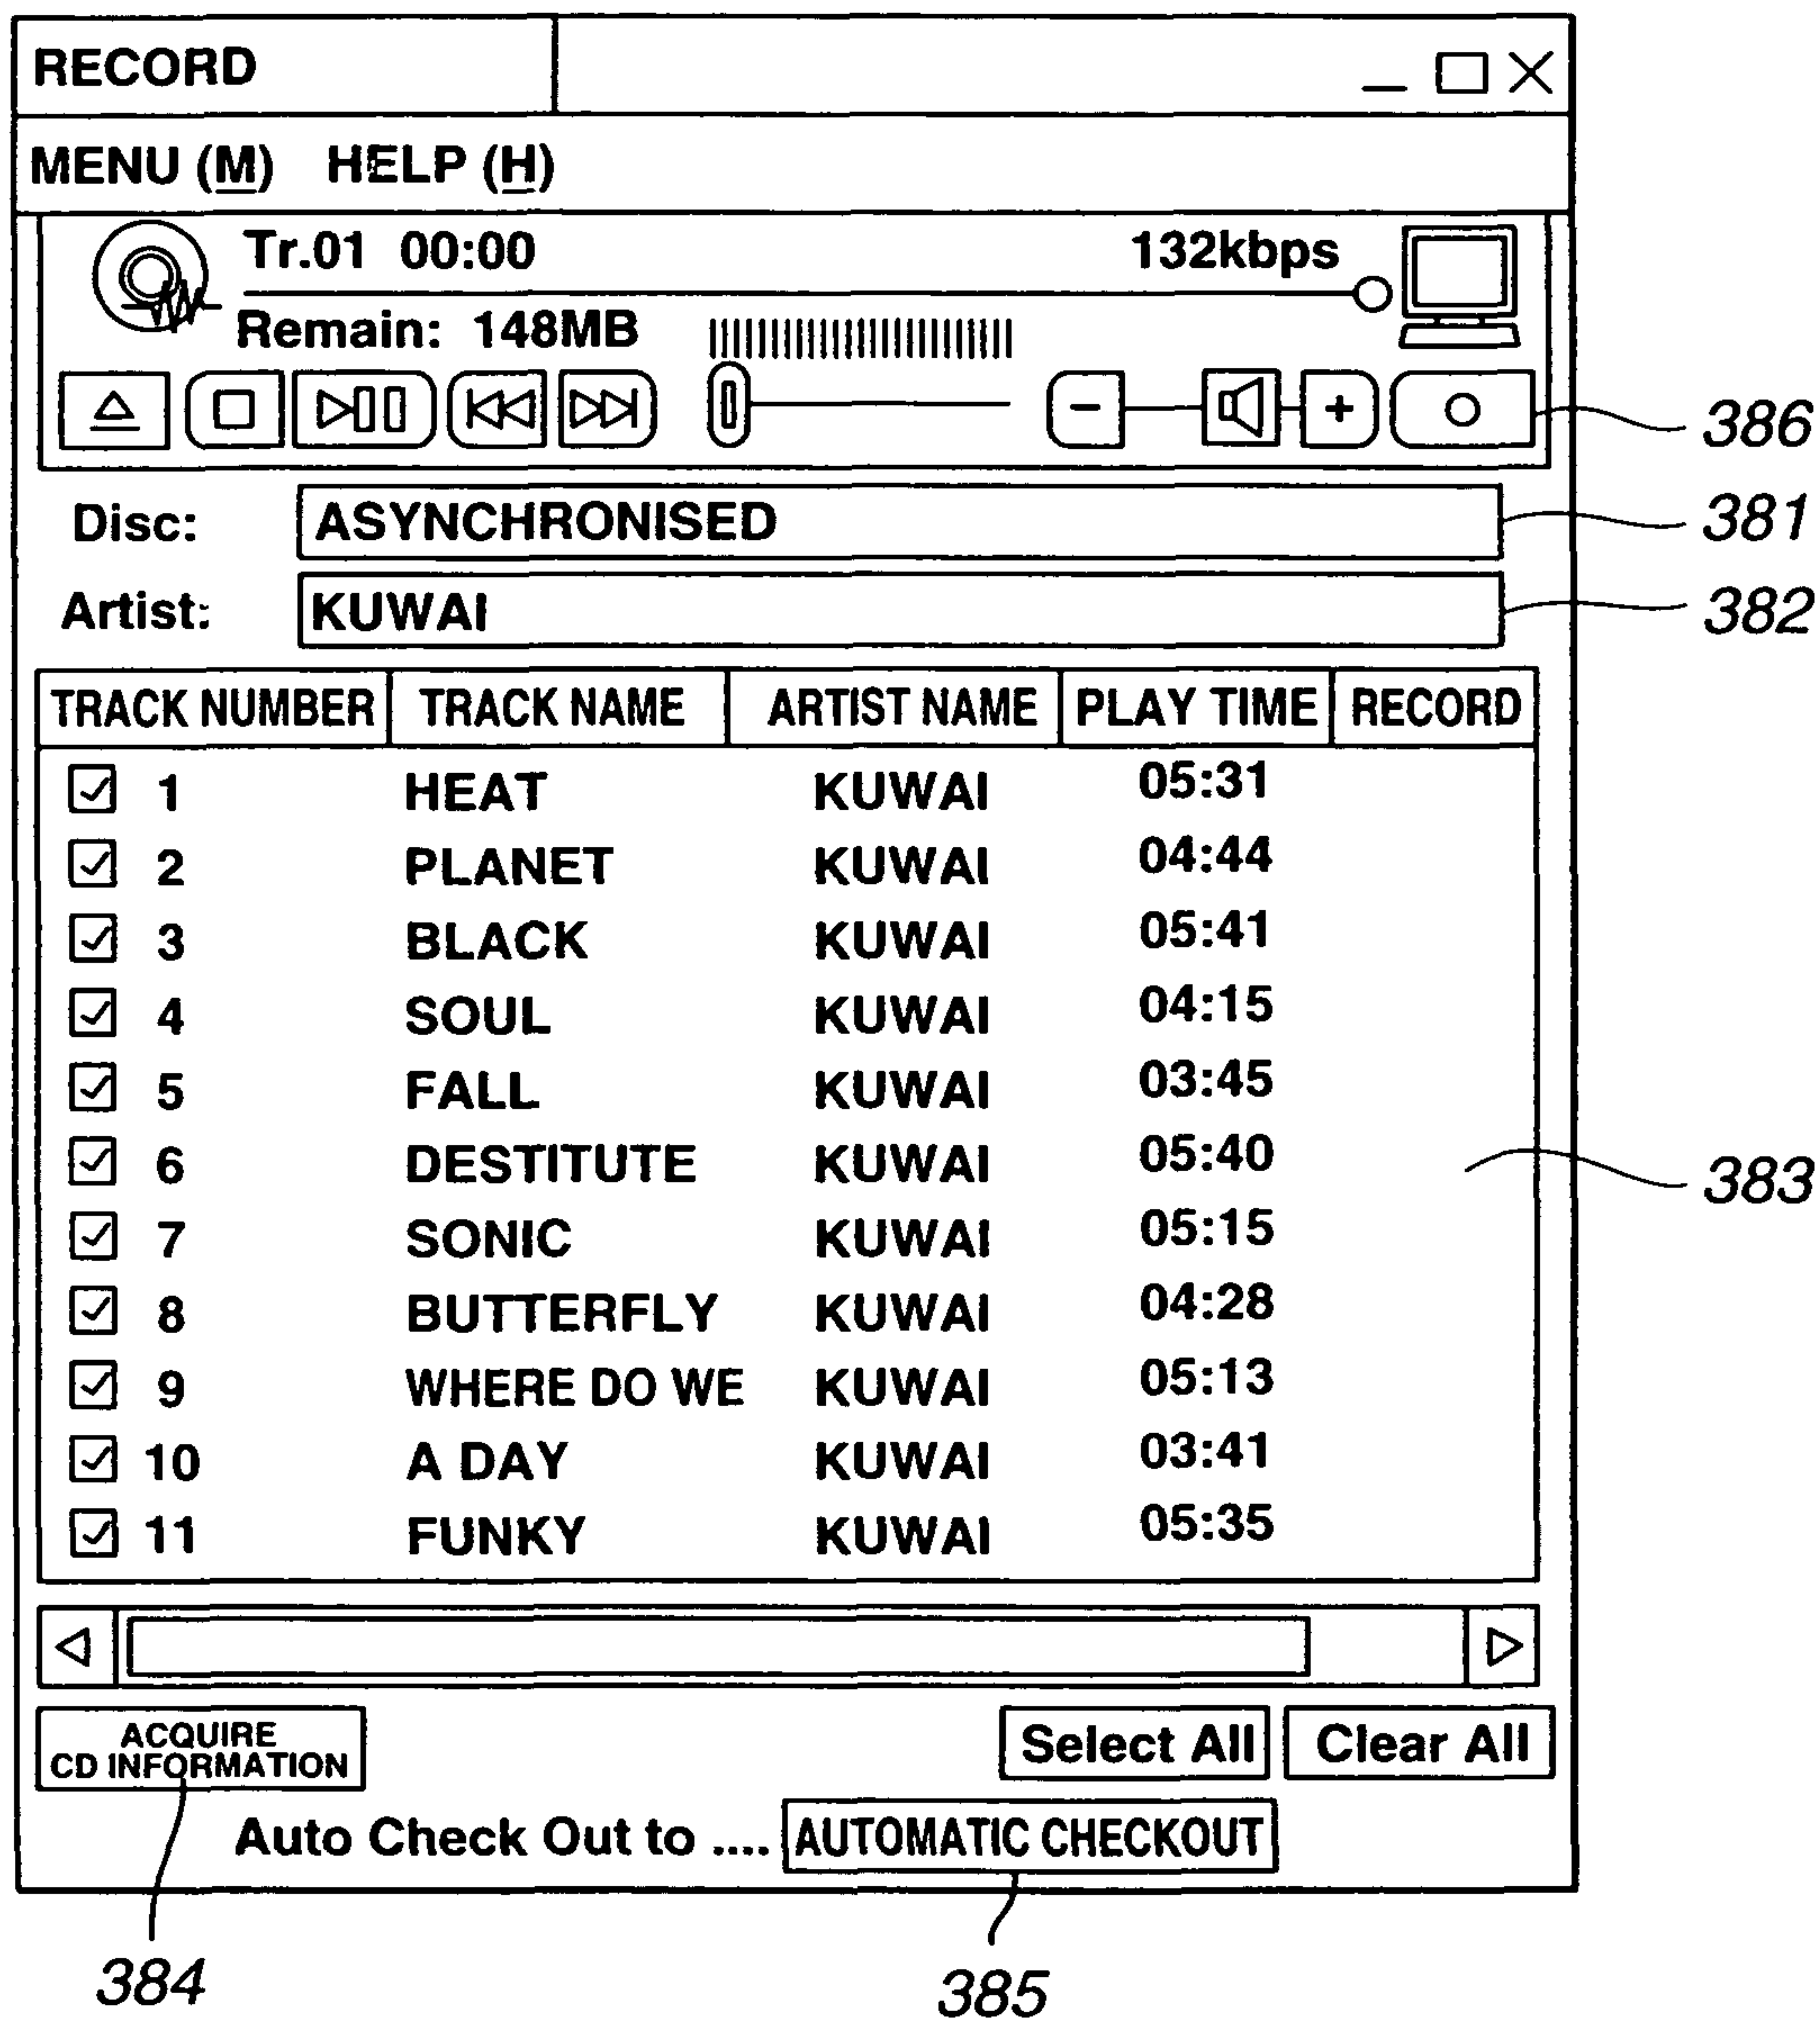 RECORD
MENU (M) HELP (H)
Tr.01 00:00 132kbps
Remain: 148MB
386
Disc: ASYNCHRONISED 381
Artist: KUWAI 382
TRACK NUMBER TRACK NAME ARTIST NAME PLAY TIME RECORD
1 HEAT KUWAI 05:31
2 PLANET KUWAI 04:44
3 BLACK KUWAI 05:41
4 SOUL KUWAI 04:15
5 FALL KUWAI 03:45
6 DESTITUTE KUWAI 05:40
383
7 SONIC KUWAI 05:15
8 BUTTERFLY KUWAI 04:28
9 WHERE DO WE KUWAI 05:13
10 A DAY KUWAI 03:41
11 FUNKY KUWAI 05:35
ACQUIRE
CD INFORMATION
Select All Clear All
Auto Check Out to .... AUTOMATIC CHECKOUT
384 385